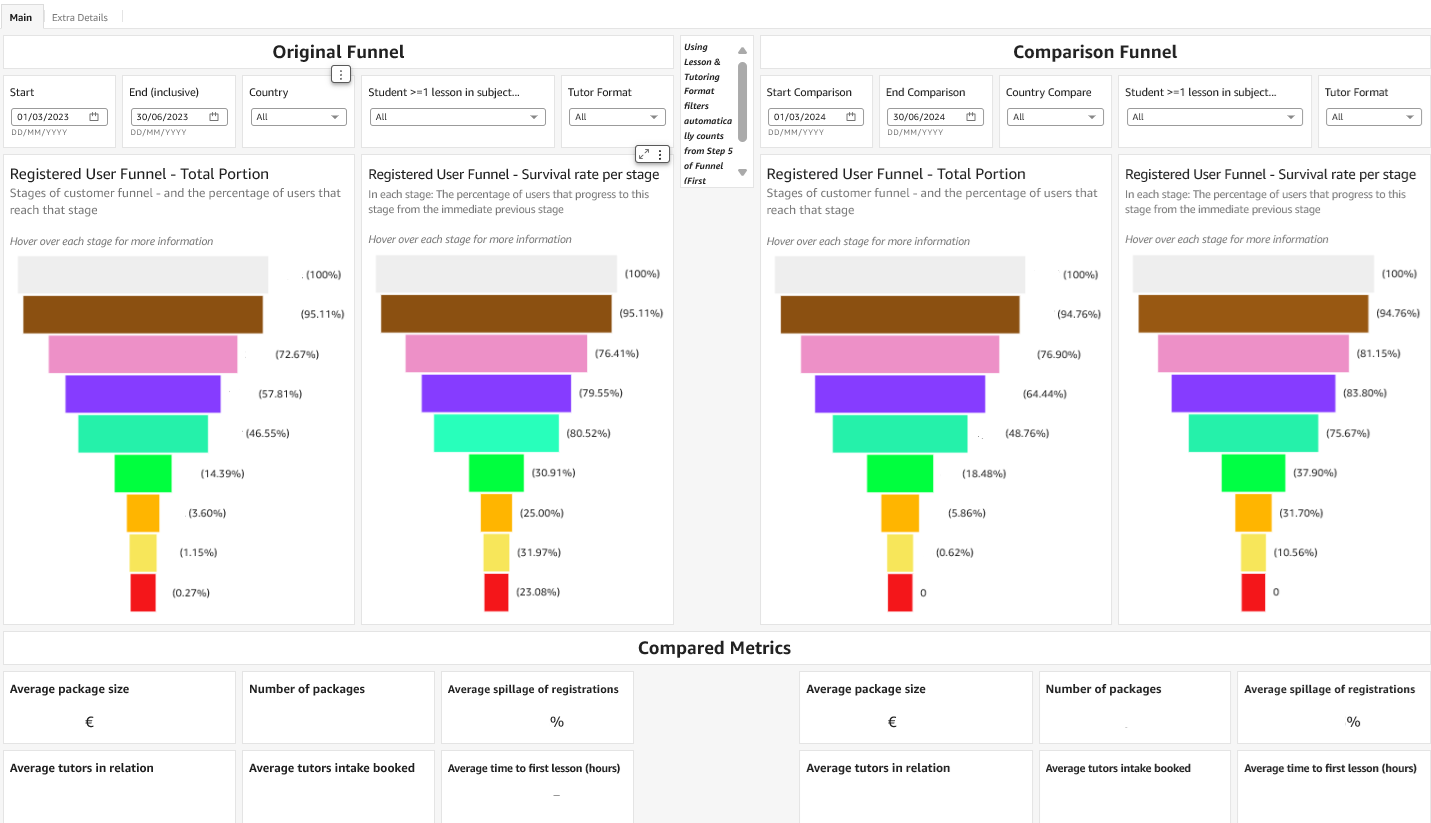 Main
Extra Details
Original Funnel
Start
01/03/2023
DD/MM/YYYY
End (inclusive)
30/06/2023
DD/MM/YYYY
Country
All
Student >=1 lesson in subject...
All
Tutor Format
All
Using
Lesson &
Tutoring
Format
filters
automatica
lly counts
from Step 5
of Funnel
(First
Comparison Funnel
Start Comparison
01/03/2024
DD/MM/YYYY
End Comparison
30/06/2024
DD/MM/YYYY
Country Compare
All
Student >=1 lesson in subject...
All
Tutor Format
All
Registered User Funnel - Total Portion
Stages of customer funnel - and the percentage of users that
reach that stage
Hover over each stage for more information
(100%)
(95.11%)
(72.67%)
(57.81%)
(46.55%)
(14.39%)
(3.60%)
(1.15%)
(0.27%)
Registered User Funnel - Survival rate per stage
In each stage: The percentage of users that progress to this
stage from the immediate previous stage
Hover over each stage for more information
(100%)
(95.11%)
(76.41%)
(79.55%)
(80.52%)
(30.91%)
(25.00%)
(31.97%)
(23.08%)
Registered User Funnel - Total Portion
Stages of customer funnel - and the percentage of users that
reach that stage
Hover over each stage for more information
(100%)
(94.76%)
(76.90%)
(64.44%)
(48.76%)
(18.48%)
(5.86%)
(0.62%)
0
Registered User Funnel - Survival rate per stage
In each stage: The percentage of users that progress to this
stage from the immediate previous stage
Hover over each stage for more information
(100%)
(94.76%)
(81.15%)
(83.80%)
(75.67%)
(37.90%)
(31.70%)
(10.56%)
0
Compared Metrics
Average package size
€
Number of packages
Average spillage of registrations
%
Average package size
€
Number of packages
Average spillage of registrations
%
Average tutors in relation
Average tutors intake booked
Average time to first lesson (hours)
–
Average tutors in relation
Average tutors intake booked
Average time to first lesson (hours)